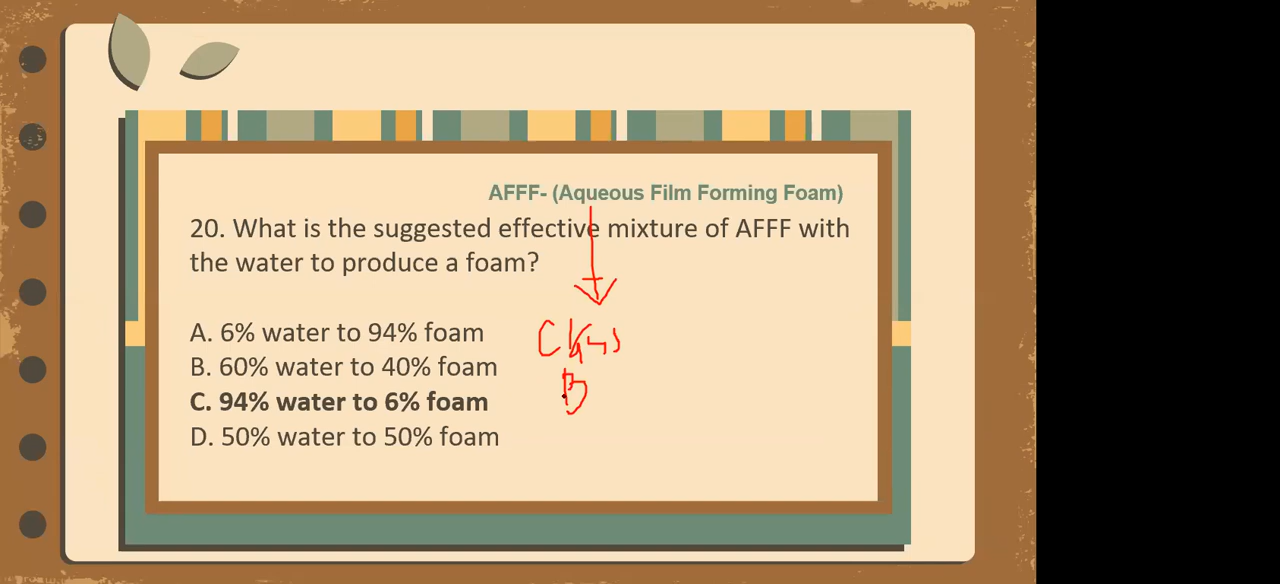 AFFF- (Aqueous Film Forming Foam)
20. What is the suggested effective mixture of AFFF with
the water to produce a foam?
A. 6% water to 94% foam
B. 60% water to 40% foam
C. 94% water to 6% foam
D. 50% water to 50% foam
Class
B